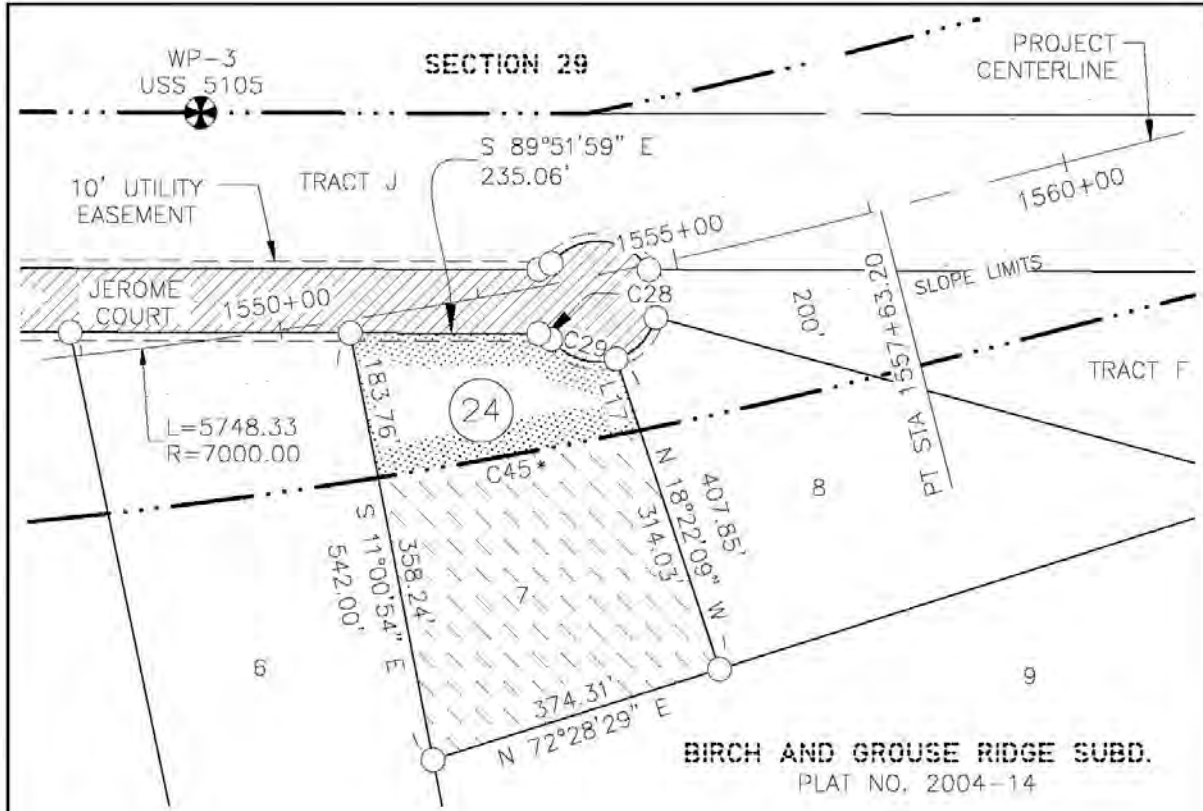 WP-3
USS 5105
SECTION 29
PROJECT
CENTERLINE
S 89°51'59" E
235.06'
10' UTILITY
EASEMENT
TRACT J
1560+00
1555+00
JEROME
COURT
1550+00
C28
C29
SLOPE LIMITS
200'
PT STA 1557+63.20
TRACT F
183.76'
24
L17
L=5748.33
R=7000.00
C45*
N 18°22'09" W
407.85'
314.03'
8
S 11°00'54" E
358.24'
542.00'
7
6
9
374.31'
N 72°28'29" E
BIRCH AND GROUSE RIDGE SUBD.
PLAT NO. 2004-14